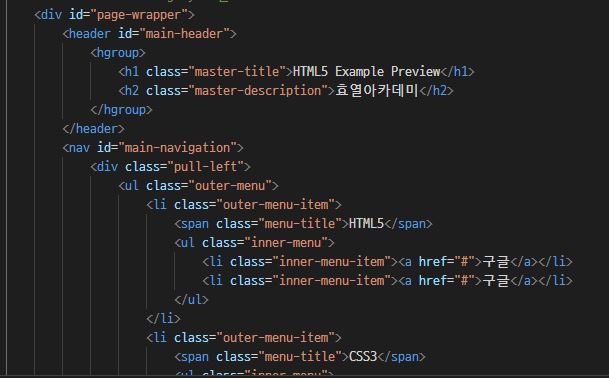 <div id="page-wrapper">
<header id="main-header">
<hgroup>
<h1 class="master-title">HTML5 Example Preview</h1>
<h2 class="master-description">효열아카데미</h2>
</hgroup>
</header>
<nav id="main-navigation">
<div class="pull-left">
<ul class="outer-menu">
<li class="outer-menu-item">
<span class="menu-title">HTML5</span>
<ul class="inner-menu">
<li class="inner-menu-item"><a href="#">구글</a></li>
<li class="inner-menu-item"><a href="#">구글</a></li>
</ul>
</li>
<li class="outer-menu-item">
<span class="menu-title">CSS3</span>
<ul class="inner-menu">